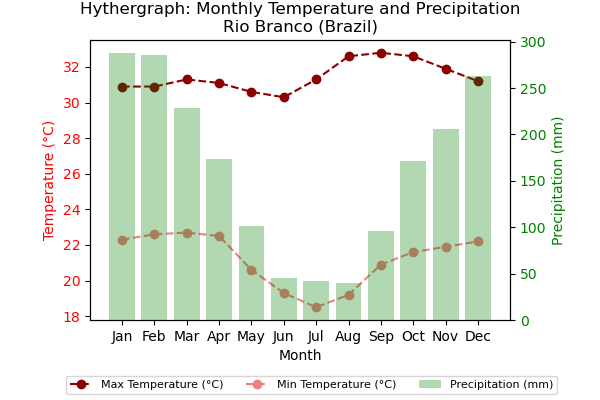 Hythergraph: Monthly Temperature and Precipitation
Rio Branco (Brazil)
Temperature (°C)
32
30
28
26
24
22
20
18
300
250
200
150
100
50
0
Precipitation (mm)
Jan Feb Mar Apr May Jun Jul Aug Sep Oct Nov Dec
Month
Max Temperature (°C) Min Temperature (°C) Precipitation (mm)